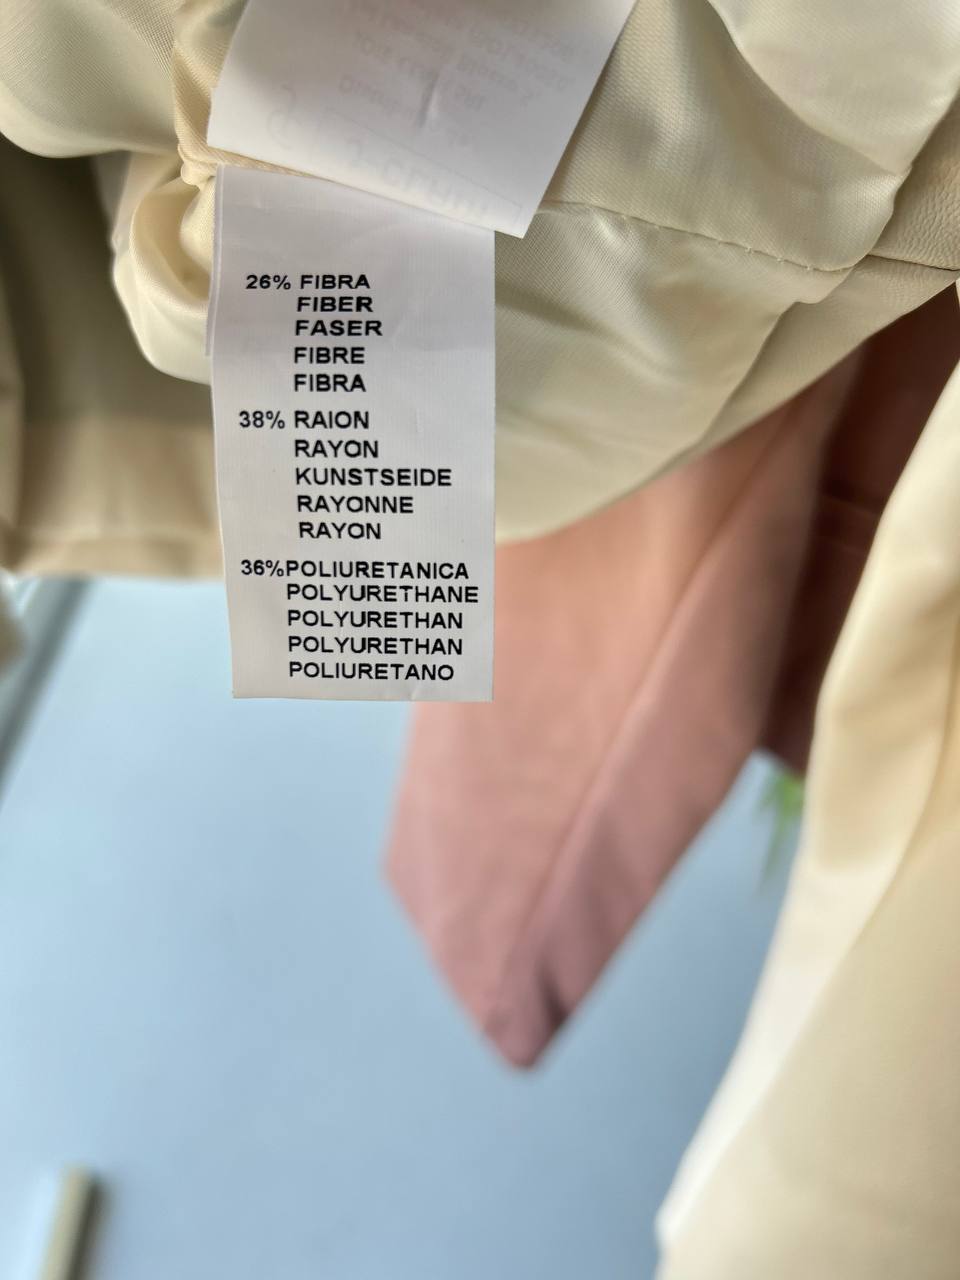 26% FIBRA
FIBER
FASER
FIBRE
FIBRA
38% RAION
RAYON
KUNSTSEIDE
RAYONNE
RAYON
36%POLIURETANICA
POLYURETHANE
POLYURETHAN
POLYURETHAN
POLIURETANO